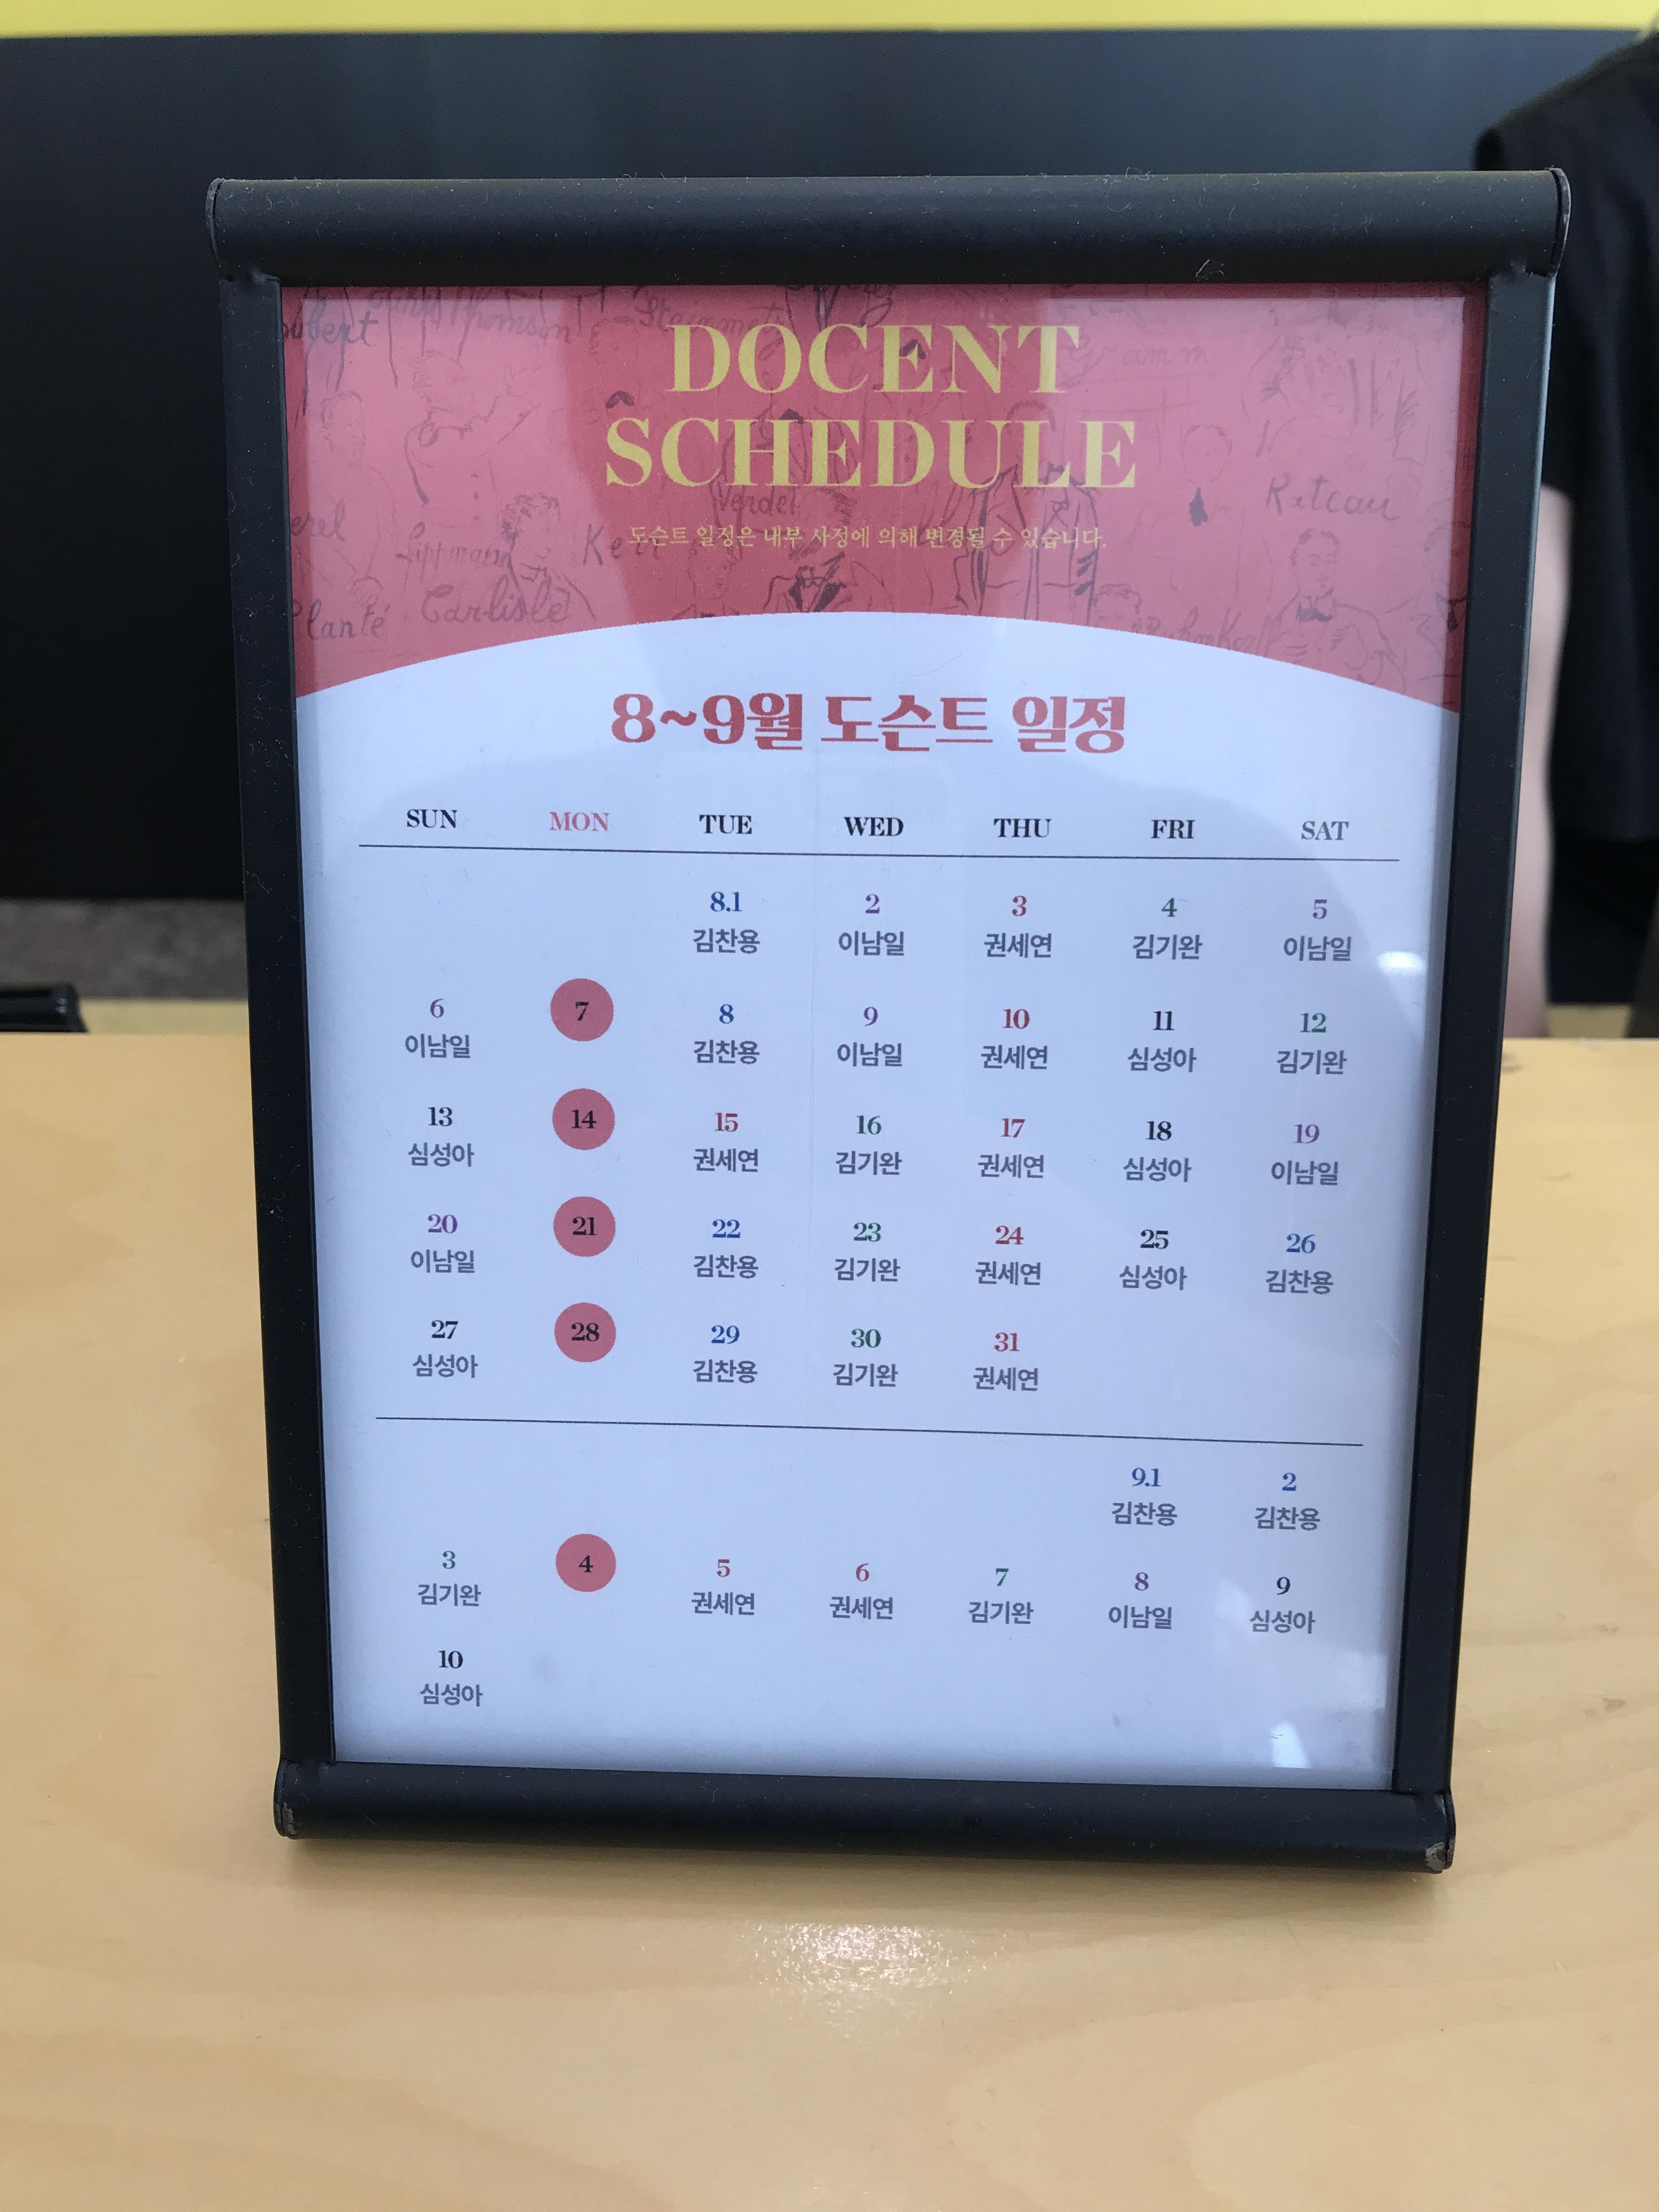 DOCENT
SCHEDULE
도슨트 일정은 내부 사정에 의해 변경될 수 있습니다.
Thomson
Verdet
Rateau
Lippmann
Carlisle
8~9월 도슨트 일정
SUN MON TUE WED THU FRI SAT
8.1 2 3 4 5
김찬용 이남일 권세연 김기완 이남일
6 7 8 9 10 11 12
이남일 김찬용 이남일 권세연 심성아 김기완
13 14 15 16 17 18 19
심성아 권세연 김기완 권세연 심성아 이남일
20 21 22 23 24 25 26
이남일 김찬용 김기완 권세연 심성아 김찬용
27 28 29 30 31
심성아 김찬용 김기완 권세연
9.1 2
김찬용 김찬용
3 4 5 6 7 8 9
김기완 권세연 권세연 김기완 이남일 심성아
10
심성아